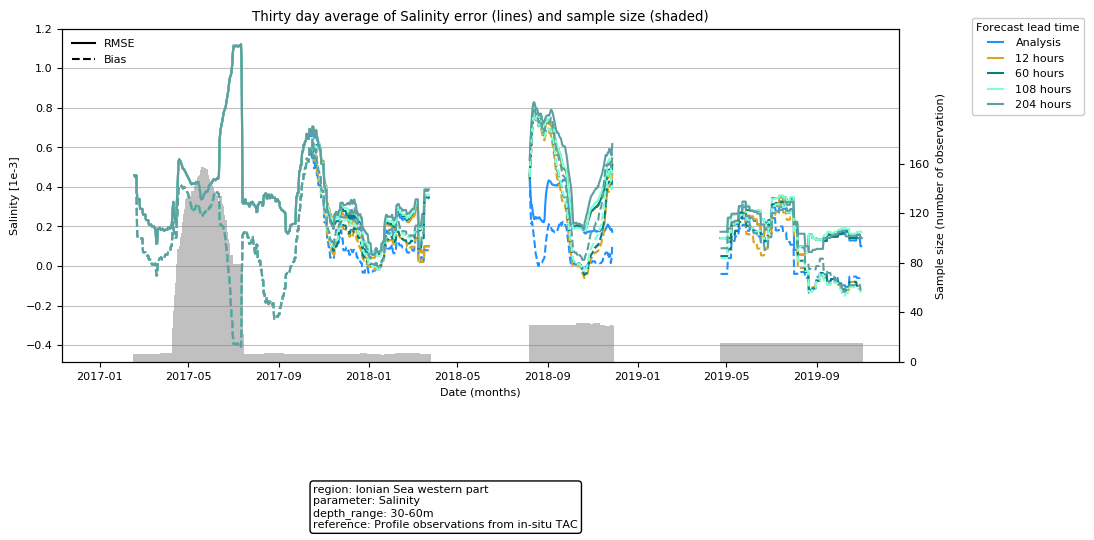 Thirty day average of Salinity error (lines) and sample size (shaded)
RMSE
Bias
Forecast lead time
Analysis
12 hours
60 hours
108 hours
204 hours
Salinity [1e-3]
1.2
1.0
0.8
0.6
0.4
0.2
0.0
−0.2
−0.4
Sample size (number of observation)
160
120
80
40
0
2017-01
2017-05
2017-09
2018-01
2018-05
2018-09
2019-01
2019-05
2019-09
Date (months)
region: Ionian Sea western part
parameter: Salinity
depth_range: 30-60m
reference: Profile observations from in-situ TAC